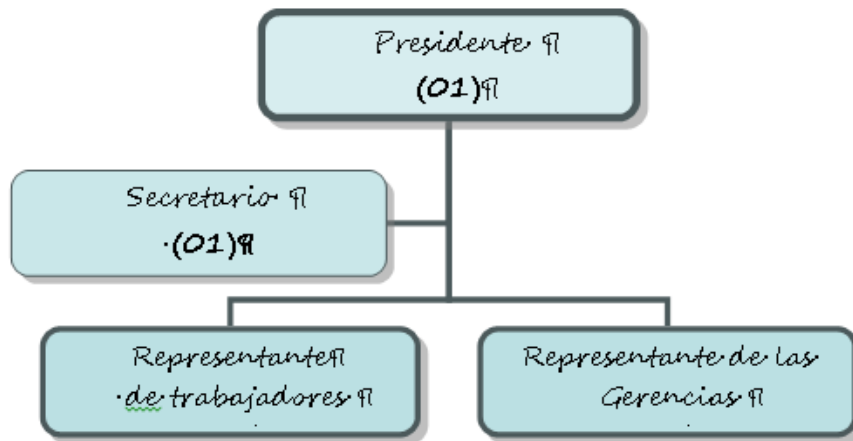 Presidente ¶
(01)¶
Secretario ¶
·(01)¶
Representante¶
·de·trabajadores ¶
Representante·de·las·
Gerencias ¶